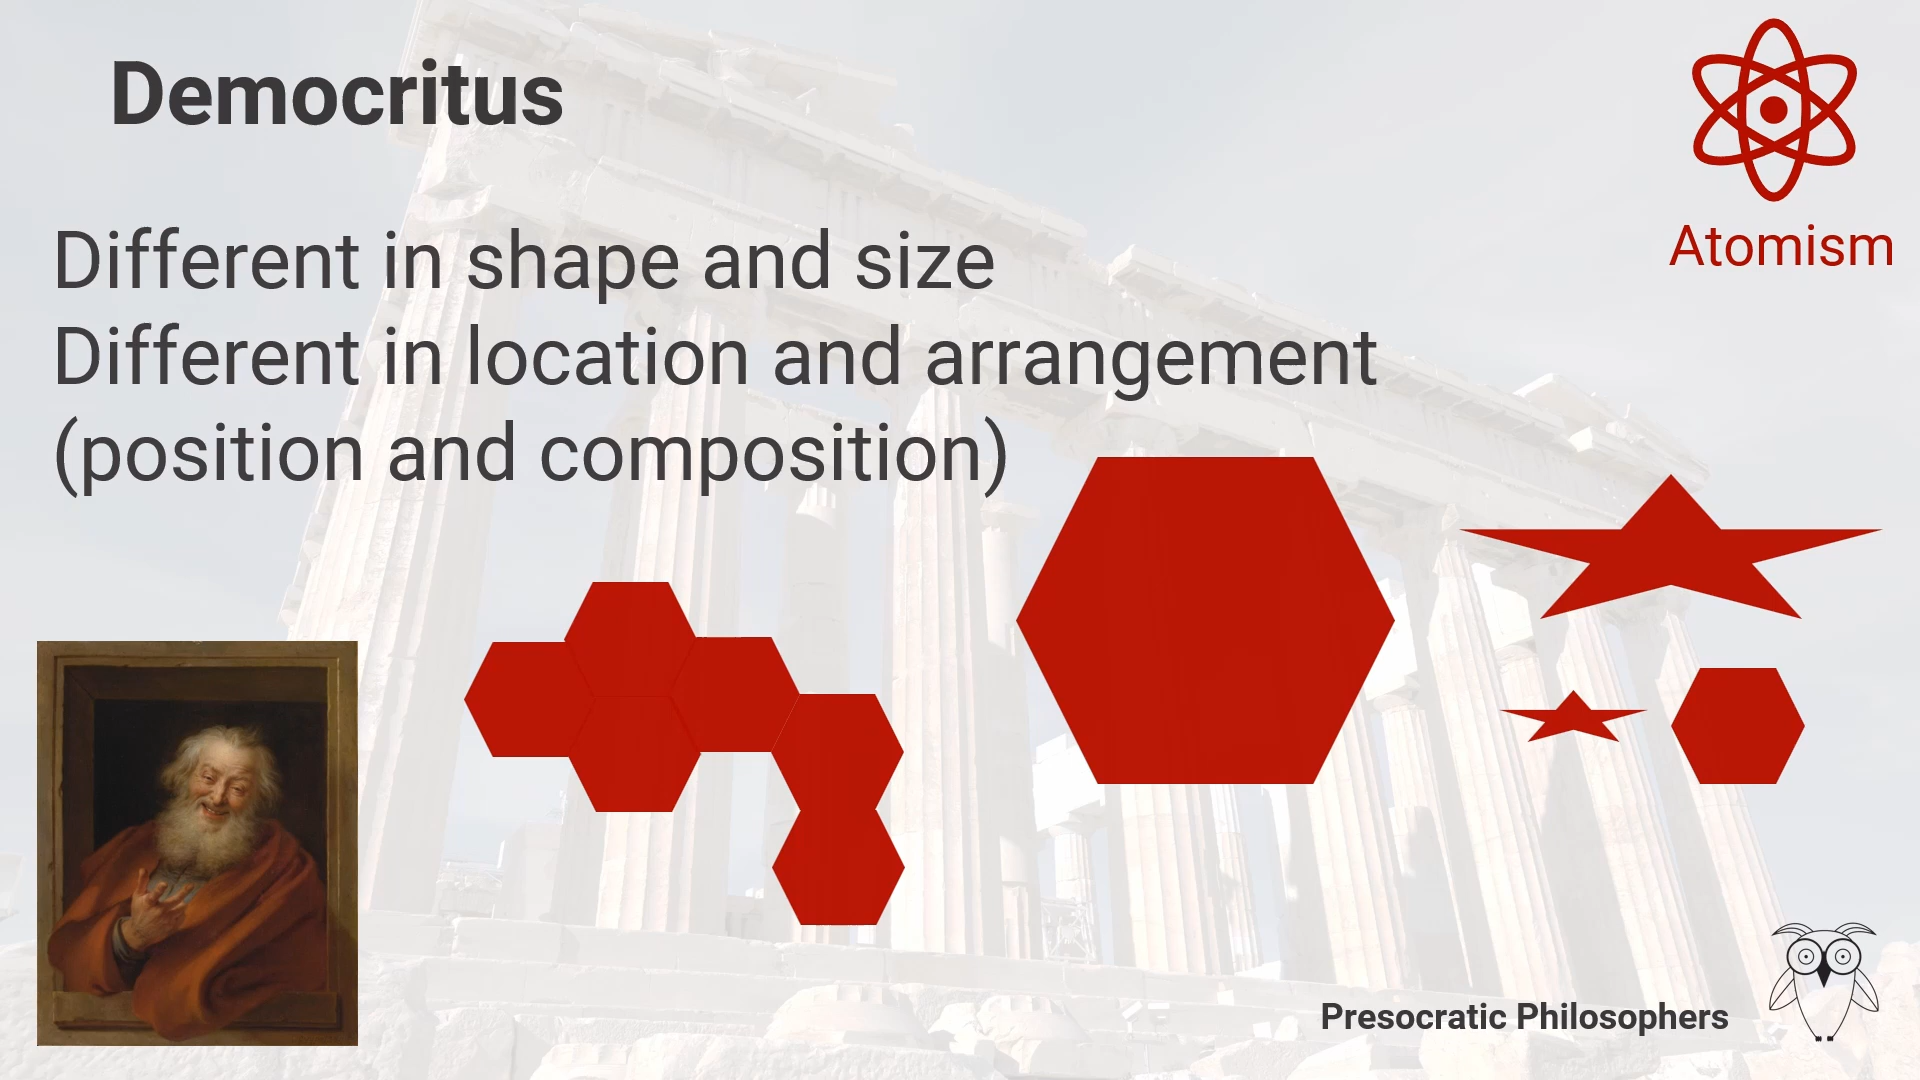 Democritus
Atomism
Different in shape and size
Different in location and arrangement
(position and composition)
Presocratic Philosophers